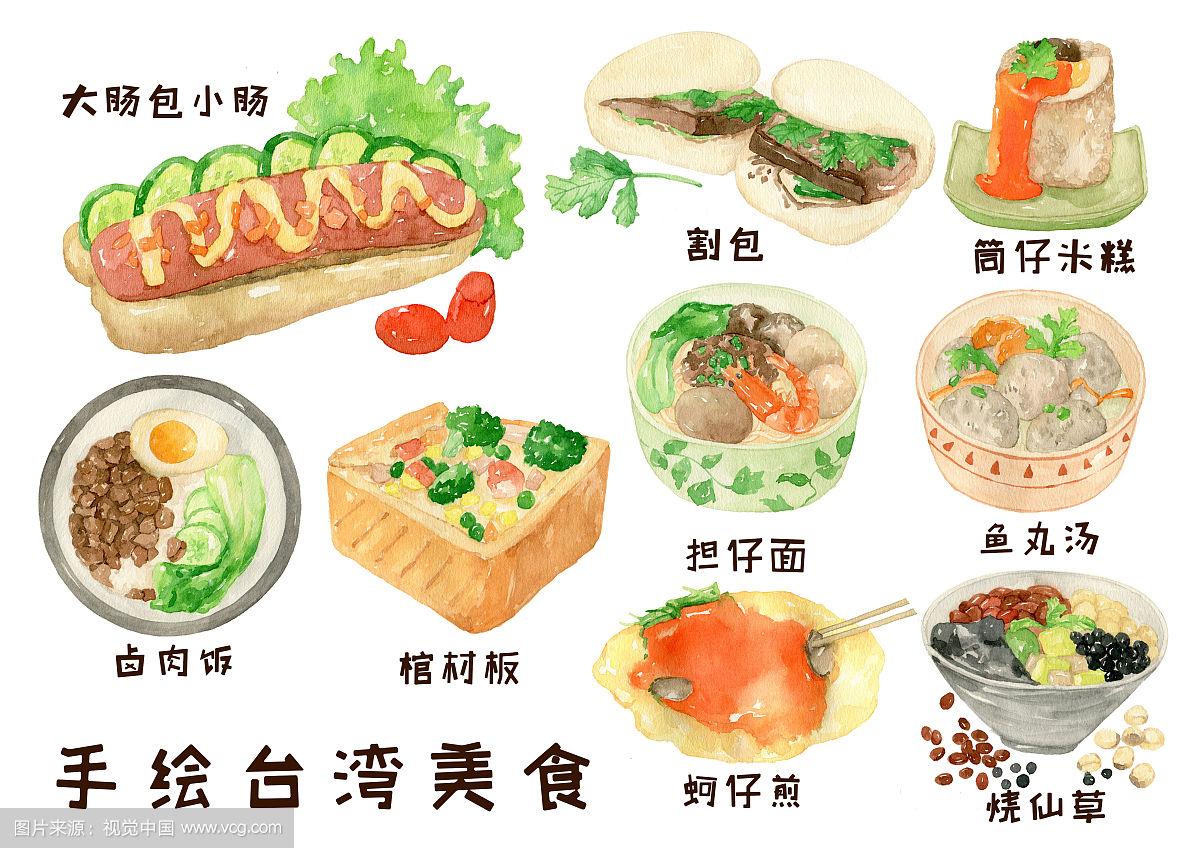 大肠包小肠
割包
筒仔米糕
担仔面
鱼丸汤
卤肉饭
棺材板
蚵仔煎
烧仙草
手绘台湾美食
图片来源：视觉中国 www.vcg.com